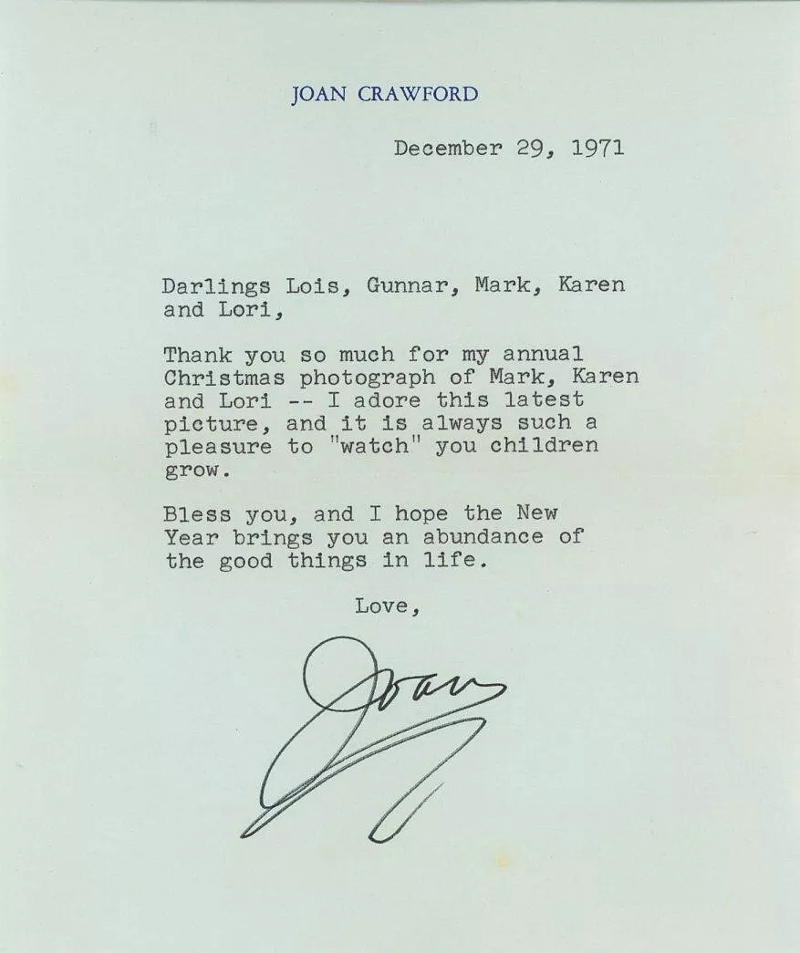 JOAN CRAWFORD
December 29, 1971
Darlings Lois, Gunnar, Mark, Karen
and Lori,
Thank you so much for my annual
Christmas photograph of Mark, Karen
and Lori -- I adore this latest
picture, and it is always such a
pleasure to "watch" you children
grow.
Bless you, and I hope the New
Year brings you an abundance of
the good things in life.
Love,
Joan